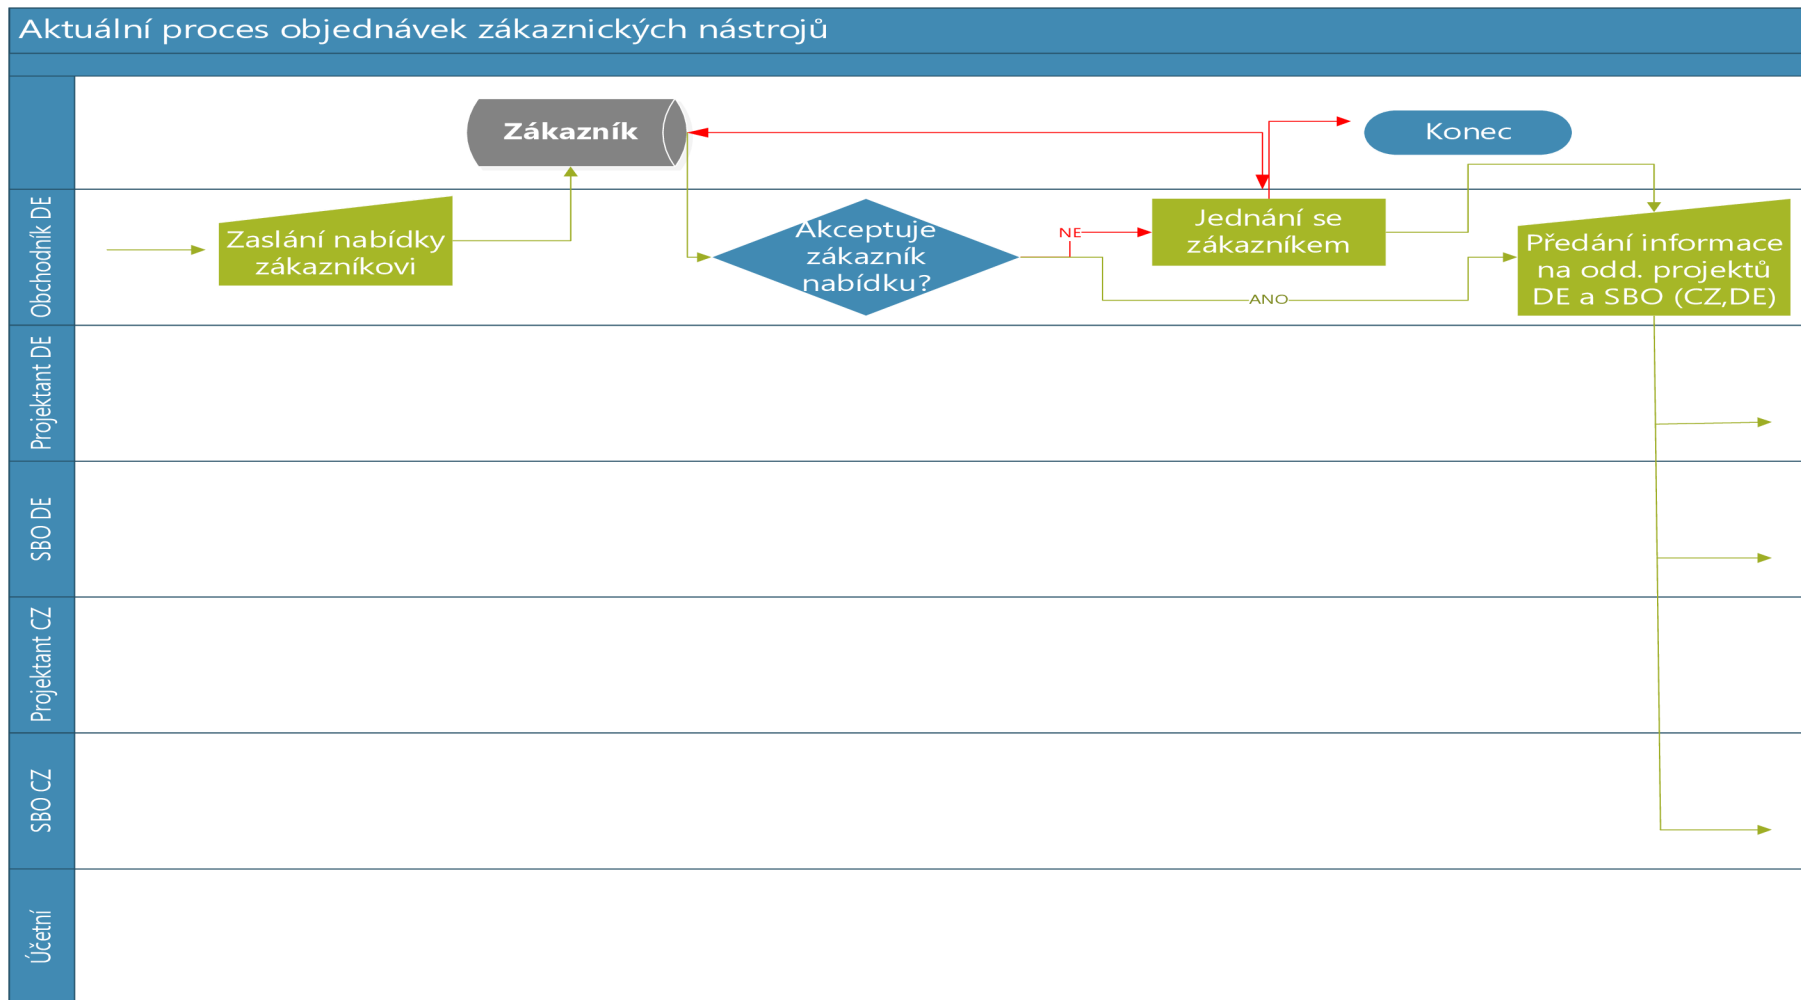 Aktuální proces objednávek zákaznických nástrojů
Zákazník
Konec
Obchodník DE
Zaslání nabídky
zákazníkovi
Akceptuje
zákazník
nabídku?
NE
ANO
Jednání se
zákazníkem
Předání informace
na odd. projektů
DE a SBO (CZ,DE)
Projektant DE
SBO DE
Projektant CZ
SBO CZ
Účetní